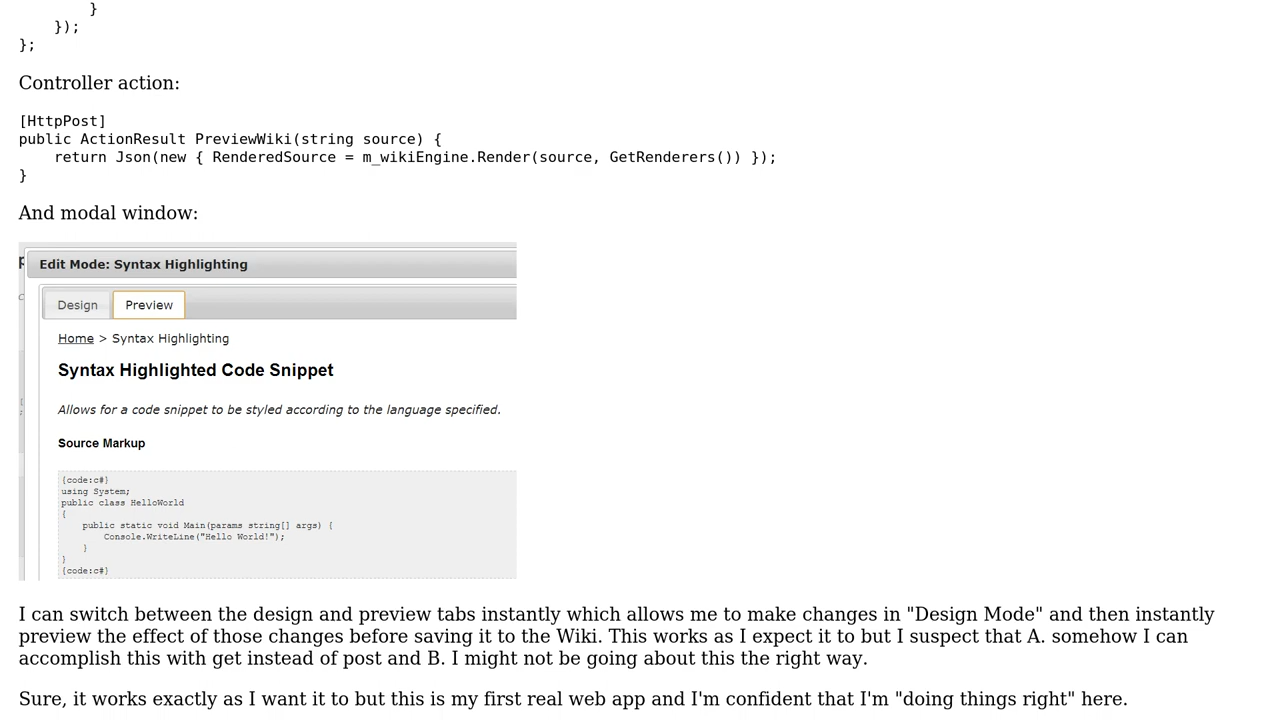 }
});
};
Controller action:
[HttpPost]
public ActionResult PreviewWiki(string source) {
return Json(new { RenderedSource = m_wikiEngine.Render(source, GetRenderers()) });
}
And modal window:
Edit Mode: Syntax Highlighting
Design Preview
Home > Syntax Highlighting
Syntax Highlighted Code Snippet
Allows for a code snippet to be styled according to the language specified.
Source Markup
{code:c#}
using System;
public class HelloWorld
{
public static void Main(params string[] args) {
Console.WriteLine("Hello World!");
}
}
{code:c#}
I can switch between the design and preview tabs instantly which allows me to make changes in "Design Mode" and then instantly
preview the effect of those changes before saving it to the Wiki. This works as I expect it to but I suspect that A. somehow I can
accomplish this with get instead of post and B. I might not be going about this the right way.
Sure, it works exactly as I want it to but this is my first real web app and I'm confident that I'm "doing things right" here.